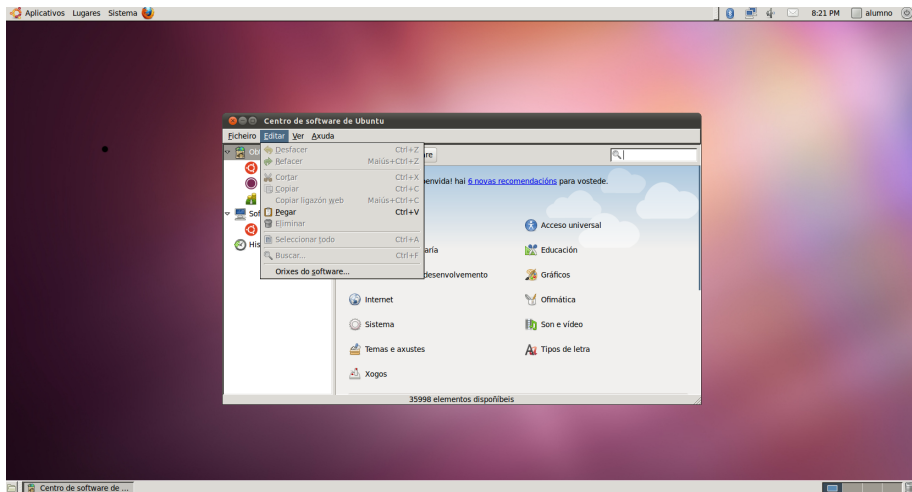 Aplicativos Lugares Sistema 8:21 PM alumno
Centro de software de Ubuntu
Ficheiro Editar Ver Axuda
Desfacer Ctrl+Z
Refacer Maiús+Ctrl+Z
Cortar Ctrl+X
Copiar Ctrl+C
Copiar ligazón web Maiús+Ctrl+C
Pegar Ctrl+V
Eliminar
Seleccionar todo Ctrl+A
Buscar... Ctrl+F
Orixes do software...
hai 6 novas recomendacións para vostede.
Acceso universal
Educación
desenvolvemento Gráficos
Internet Ofimática
Sistema Son e vídeo
Temas e axustes Tipos de letra
Xogos
35998 elementos dispoñibeis
Centro de software de ...